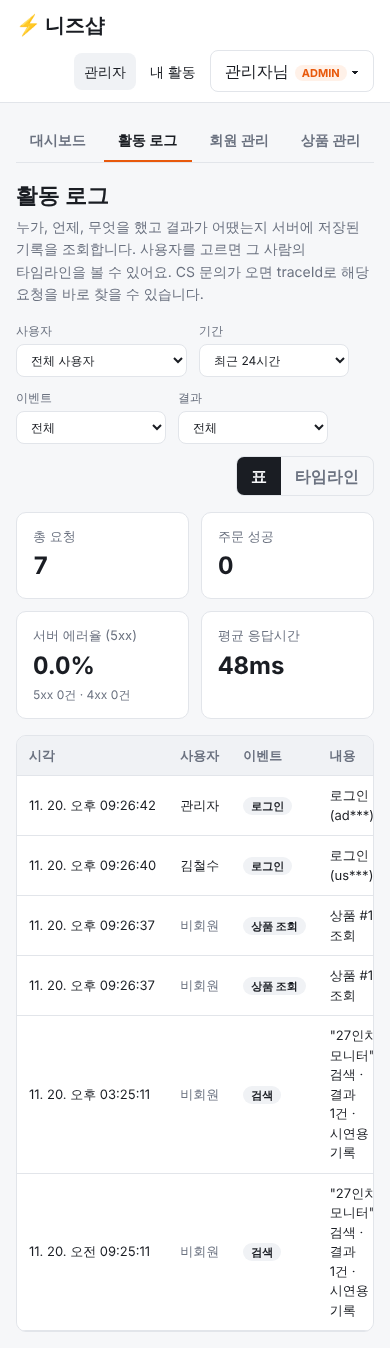 ⚡ 니즈샵
관리자 내 활동 관리자님 ADMIN
대시보드 활동 로그 회원 관리 상품 관리
활동 로그
누가, 언제, 무엇을 했고 결과가 어땠는지 서버에 저장된
기록을 조회합니다. 사용자를 고르면 그 사람의
타임라인을 볼 수 있어요. CS 문의가 오면 traceId로 해당
요청을 바로 찾을 수 있습니다.
사용자 기간
전체 사용자 최근 24시간
이벤트 결과
전체 전체
표 타임라인
총 요청 주문 성공
7 0
서버 에러율 (5xx) 평균 응답시간
0.0% 48ms
5xx 0건 · 4xx 0건
시각 사용자 이벤트 내용
11. 20. 오후 09:26:42 관리자 로그인 로그인
(ad***)
11. 20. 오후 09:26:40 김철수 로그인 로그인
(us***)
11. 20. 오후 09:26:37 비회원 상품 조회 상품 #1
조회
11. 20. 오후 09:26:37 비회원 상품 조회 상품 #1
조회
11. 20. 오후 03:25:11 비회원 검색 "27인치
모니터"
검색 ·
결과
1건 ·
시연용
기록
11. 20. 오전 09:25:11 비회원 검색 "27인치
모니터"
검색 ·
결과
1건 ·
시연용
기록